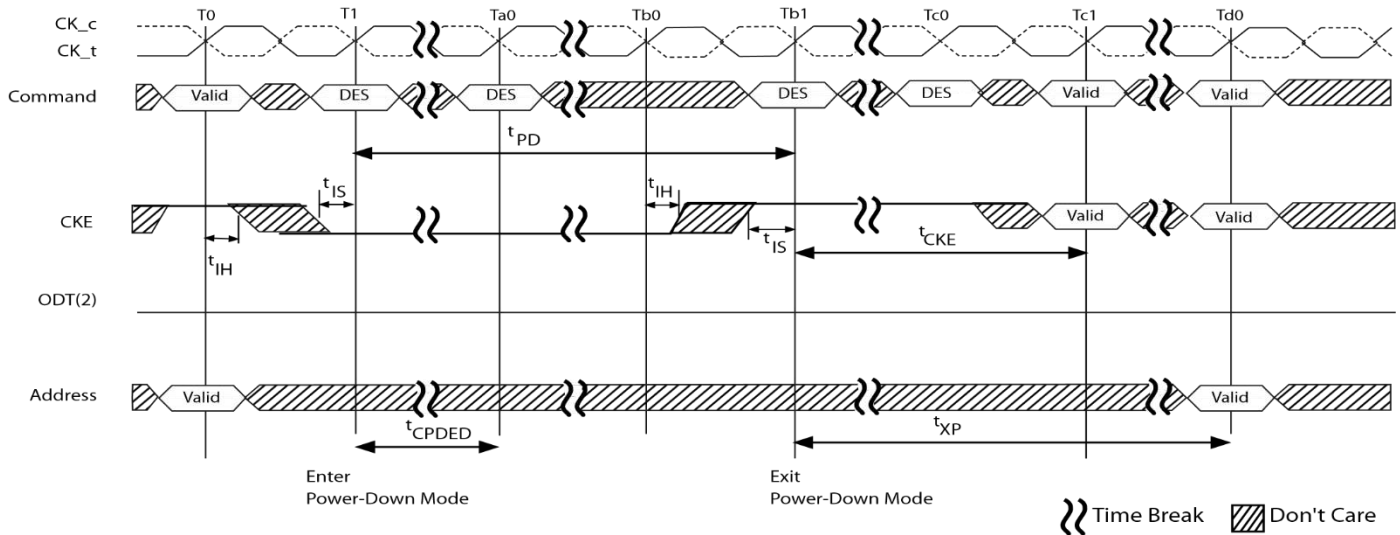 T0 T1 Ta0 Tb0 Tb1 Tc0 Tc1 Td0
CK_c
CK_t
Command Valid DES DES DES DES Valid Valid
tPD
tIS tIH
CKE Valid Valid
tIS tCKE
tIH
ODT(2)
Address Valid Valid
tCPDED tXP
Enter
Power-Down Mode
Exit
Power-Down Mode
Time Break Don't Care